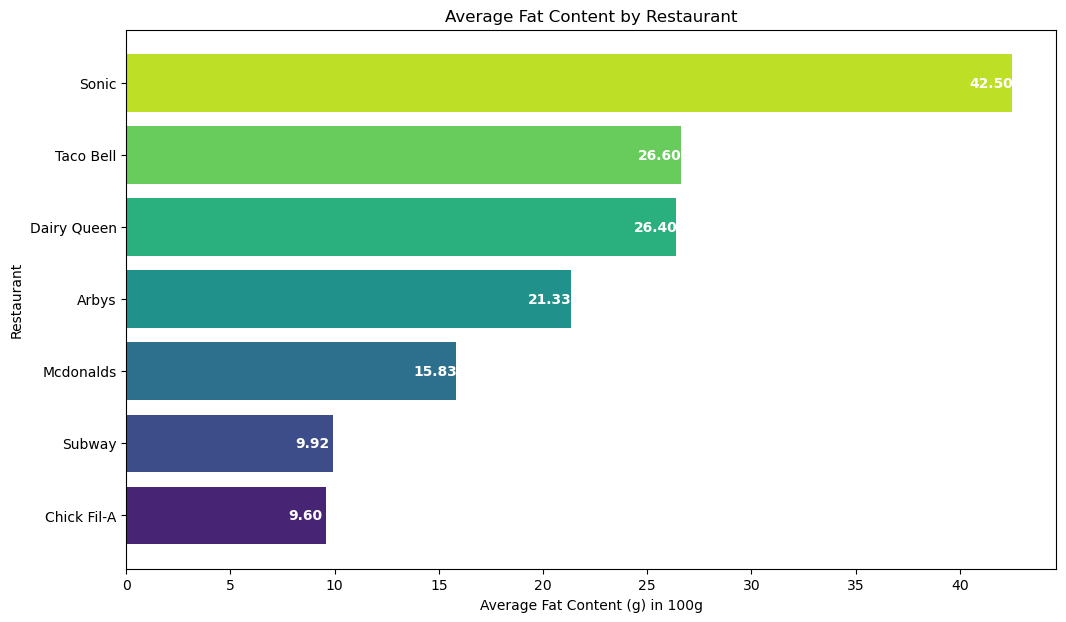 Average Fat Content by Restaurant
Restaurant
Sonic 42.50
Taco Bell 26.60
Dairy Queen 26.40
Arbys 21.33
Mcdonalds 15.83
Subway 9.92
Chick Fil-A 9.60
0 5 10 15 20 25 30 35 40
Average Fat Content (g) in 100g